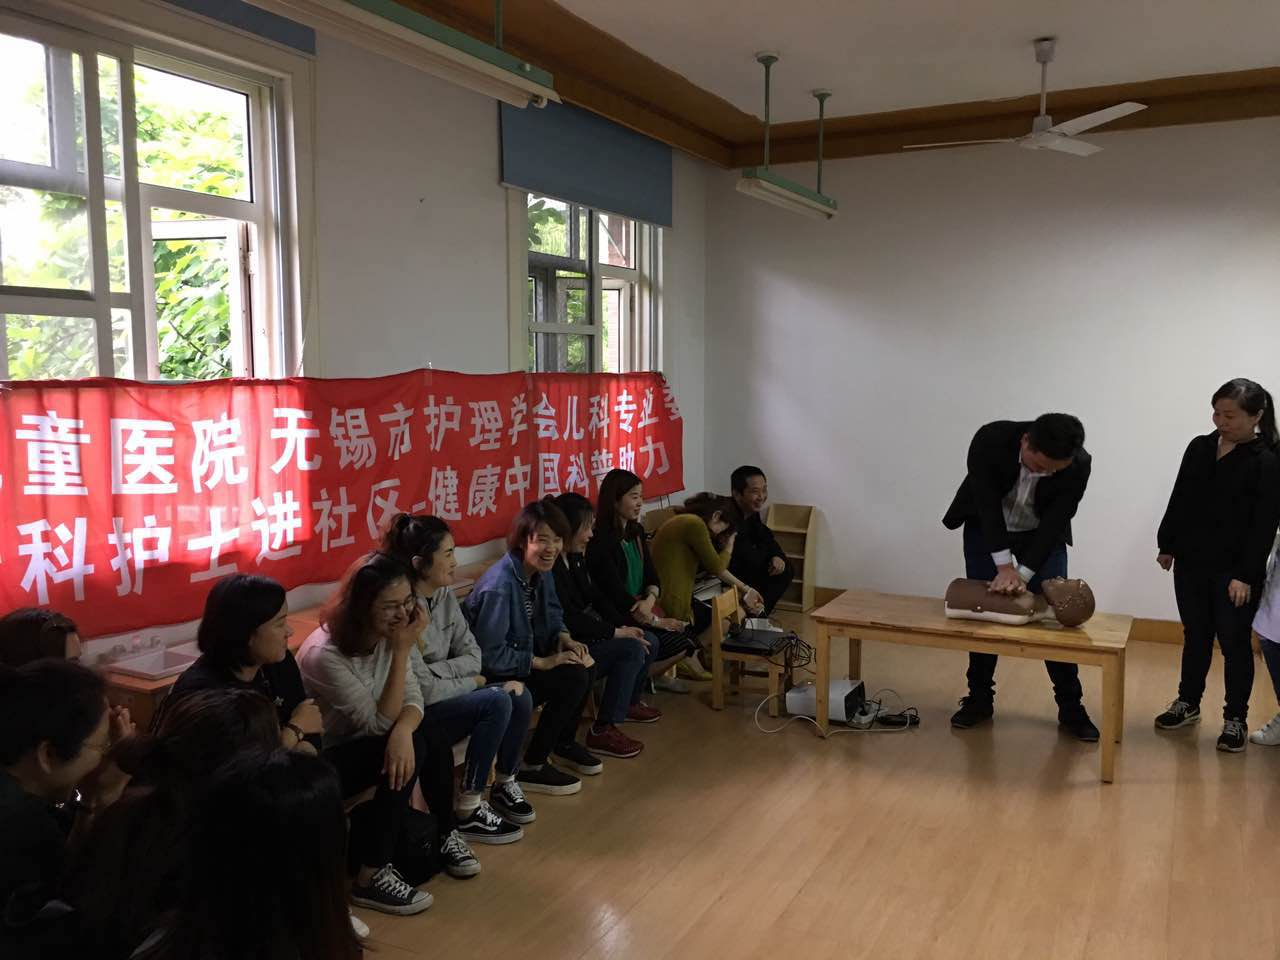 童医院 无锡市护理学会儿科专业委
科护士进社区-健康中国科普助力